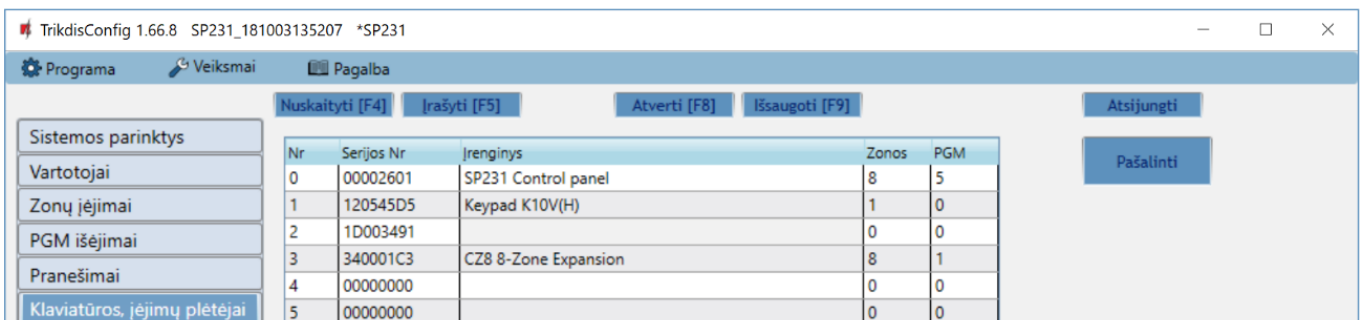 TrikdisConfig 1.66.8 SP231_181003135207 *SP231
Programa Veiksmai Pagalba
Nuskaityti [F4] Įrašyti [F5] Atverti [F8] Išsaugoti [F9] Atsijungti
Sistemos parinktys
Vartotojai
Zonų įėjimai
PGM išėjimai
Pranešimai
Klaviatūros, įėjimų plėtėjai
Nr Serijos Nr Įrenginys Zonos PGM
0 00002601 SP231 Control panel 8 5
1 120545D5 Keypad K10V(H) 1 0
2 1D003491 0 0
3 340001C3 CZ8 8-Zone Expansion 8 1
4 00000000 0 0
5 00000000 0 0
Pašalinti